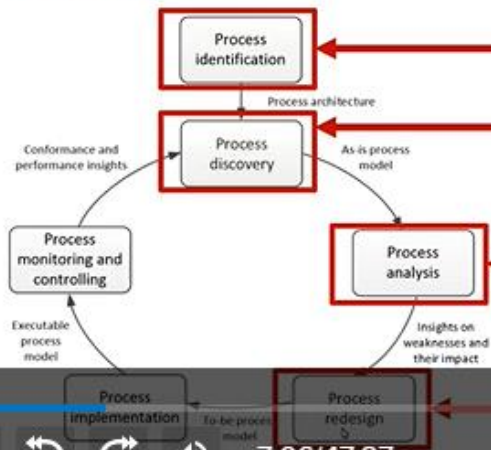 Process
identification
Process architecture
Process
discovery
Conformance and
performance insights
As-is process
model
Process
monitoring and
controlling
Process
analysis
Executable
process
model
Insights on
weaknesses and
their impact
Process
implementation
To-be process
model
Process
redesign